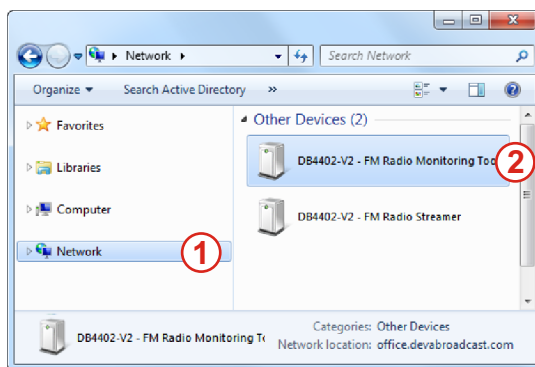 Network
Search Network
Organize Search Active Directory »
Favorites
Libraries
Computer
Network
1
Other Devices (2)
DB4402-V2 - FM Radio Monitoring Too
2
DB4402-V2 - FM Radio Streamer
DB4402-V2 - FM Radio Monitoring To
Categories: Other Devices
Network location: office.devabroadcast.com